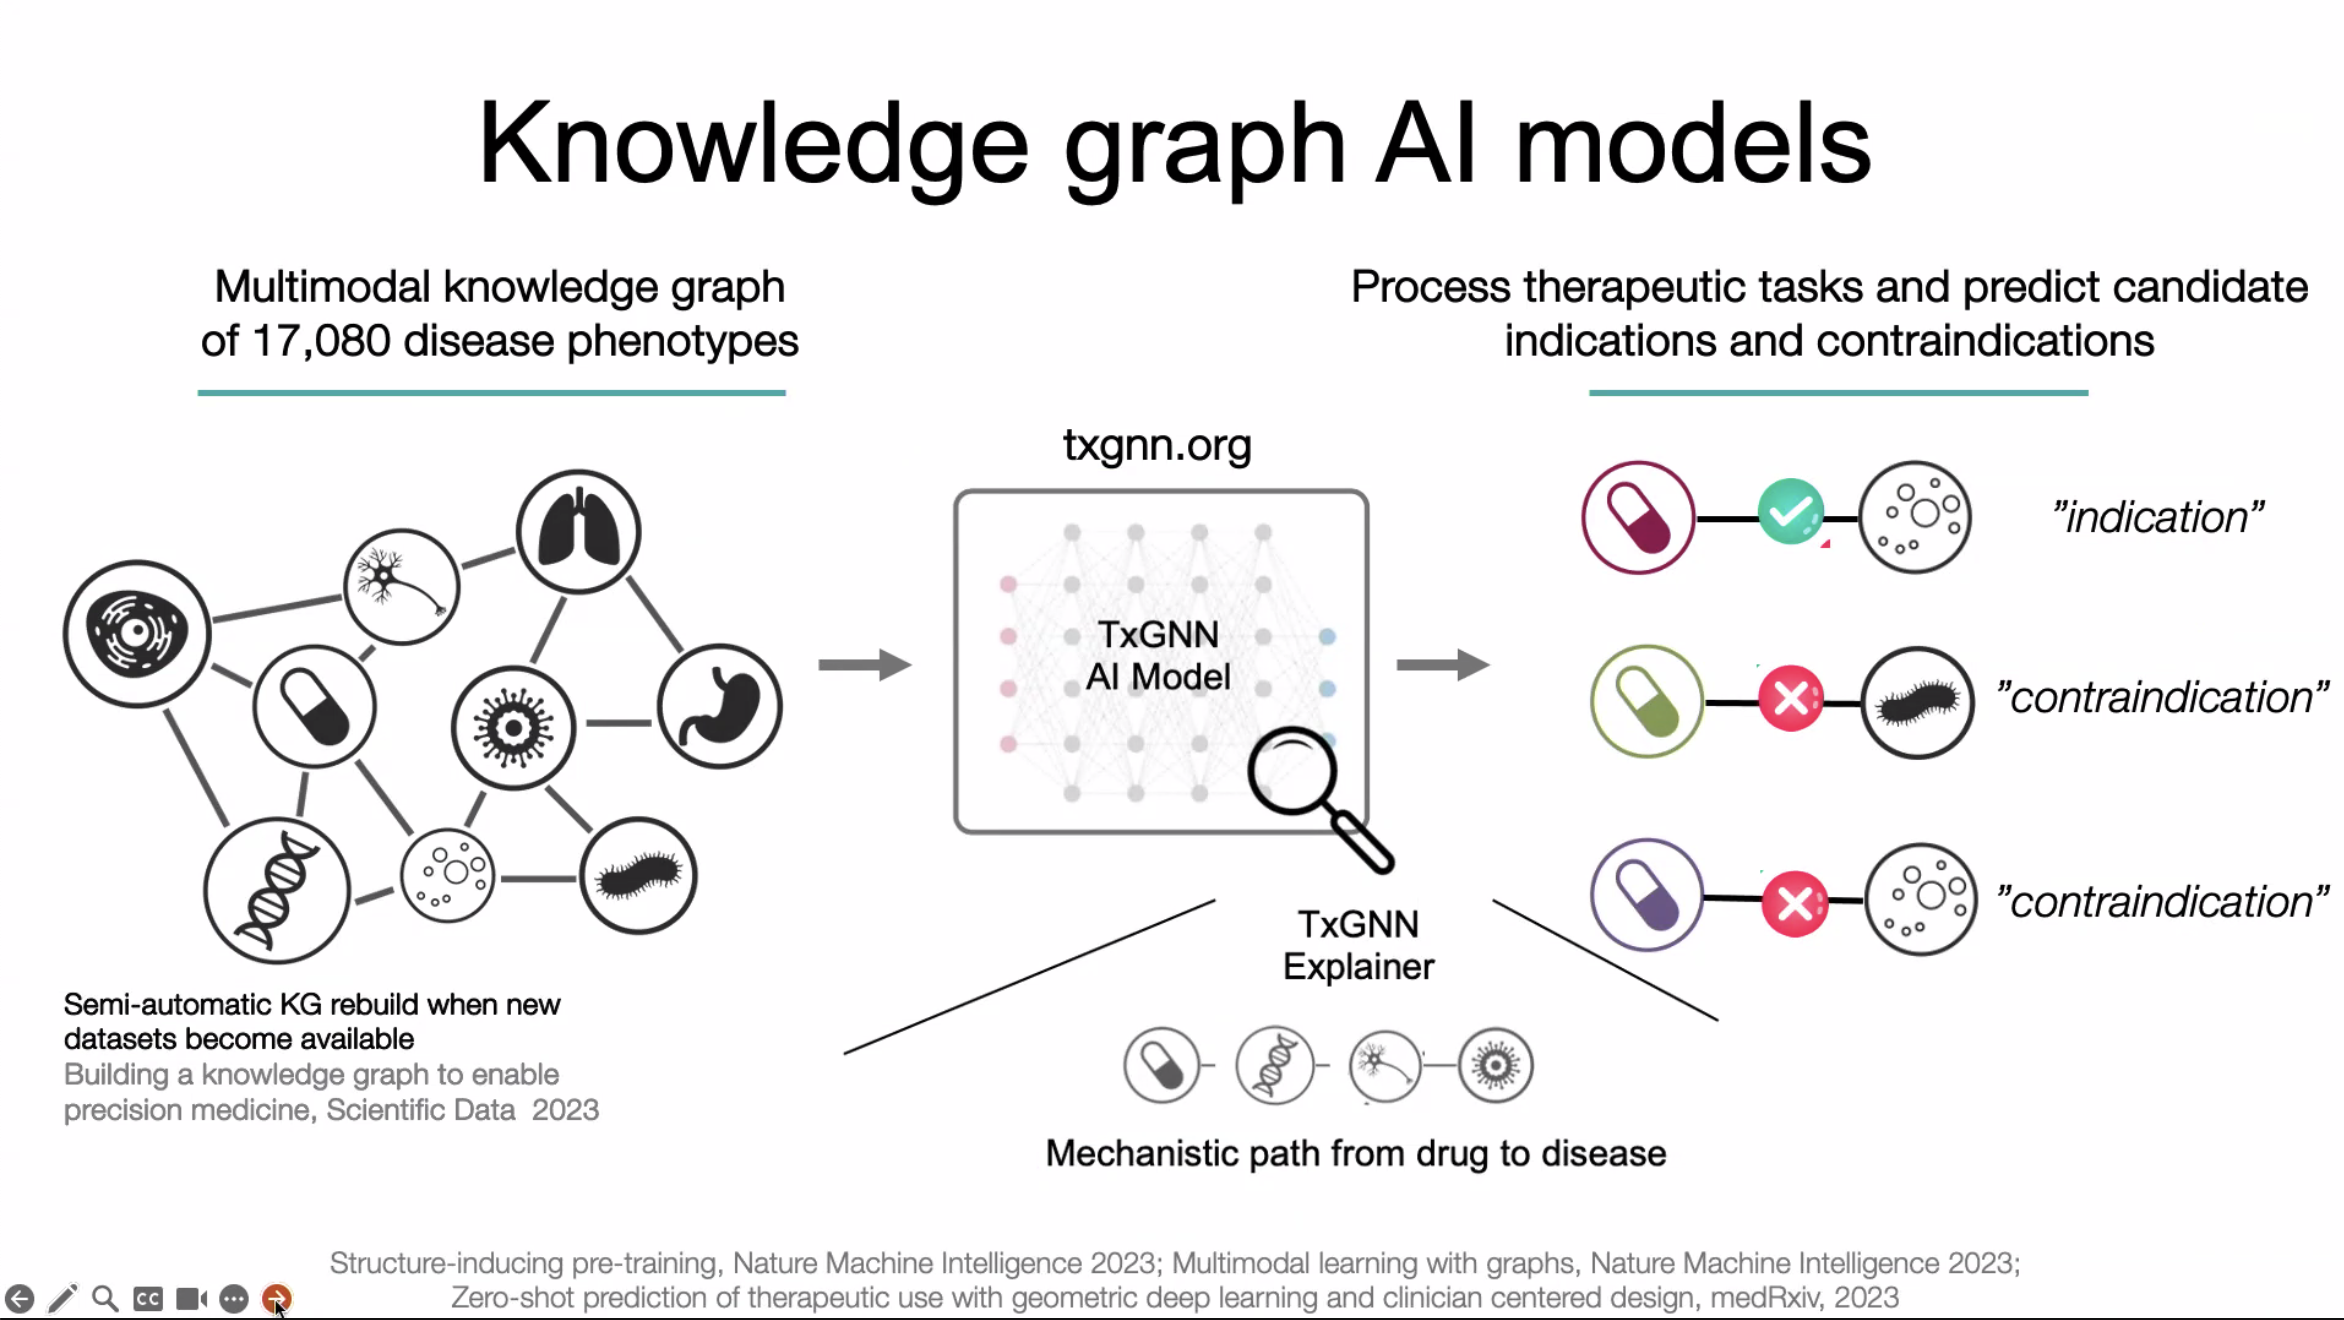 Knowledge graph AI models
Multimodal knowledge graph
of 17,080 disease phenotypes
Process therapeutic tasks and predict candidate
indications and contraindications
txgnn.org
TxGNN
AI Model
"indication"
"contraindication"
"contraindication"
TxGNN
Explainer
Mechanistic path from drug to disease
Semi-automatic KG rebuild when new
datasets become available
Building a knowledge graph to enable
precision medicine, Scientific Data 2023
Structure-inducing pre-training, Nature Machine Intelligence 2023; Multimodal learning with graphs, Nature Machine Intelligence 2023;
Zero-shot prediction of therapeutic use with geometric deep learning and clinician centered design, medRxiv, 2023
CC